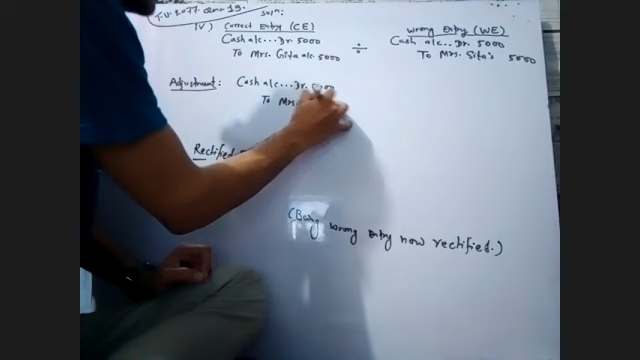 T.U. 2077. Q.no. 19.
soln:
iv) Correct Entry (CE)
Cash a/c... Dr. 5000
To Mrs. Gita a/c. 5000
÷
Wrong Entry (WE)
Cash a/c... Dr. 5000
To Mrs. Sita's 5000
Adjustment: Cash a/c... Dr.
To Mrs.
Rectified
(Being wrong Entry now rectified.)